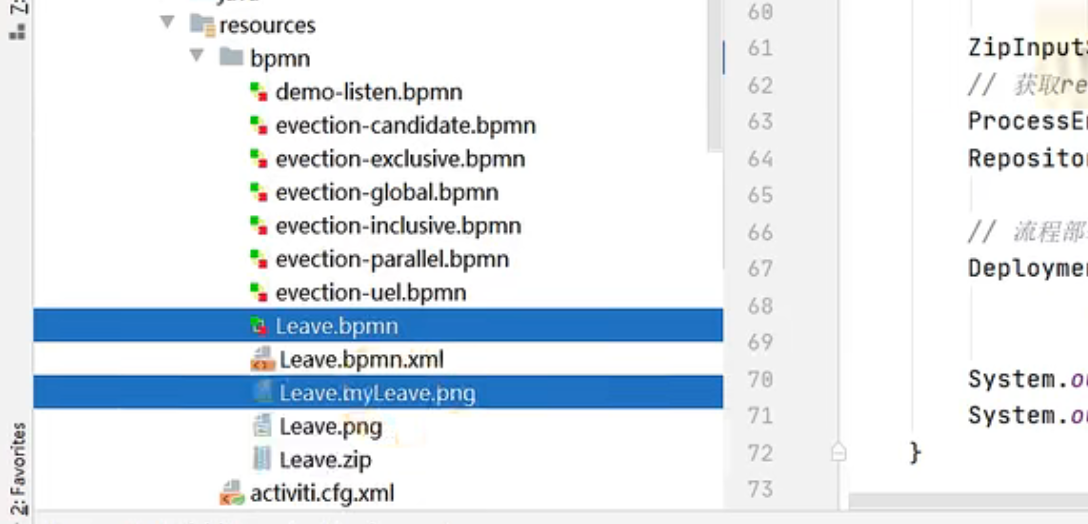 resources
bpmn
demo-listen.bpmn
evection-candidate.bpmn
evection-exclusive.bpmn
evection-global.bpmn
evection-inclusive.bpmn
evection-parallel.bpmn
evection-uel.bpmn
Leave.bpmn
Leave.bpmn.xml
Leave.myLeave.png
Leave.png
Leave.zip
activiti.cfg.xml
2: Favorites
60
61 ZipInput
62 // 获取re
63 ProcessE
64 Reposito
65
66 // 流程部
67 Deployme
68
69
70 System.o
71 System.o
72 }
73